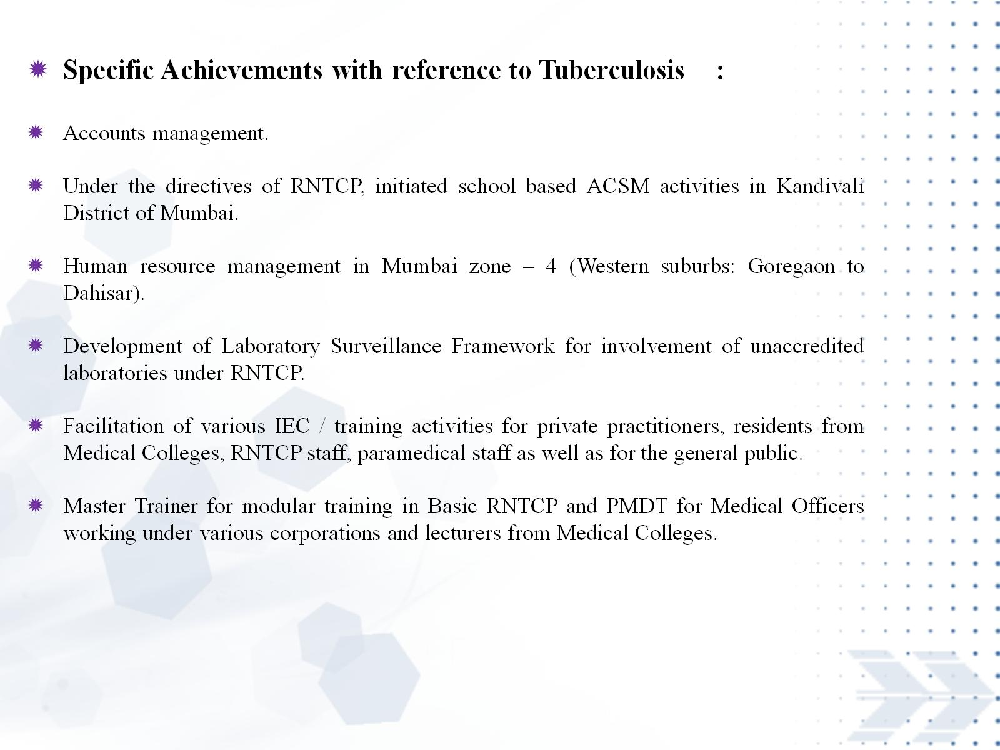 Specific Achievements with reference to Tuberculosis :
Accounts management.
Under the directives of RNTCP, initiated school based ACSM activities in Kandivali
District of Mumbai.
Human resource management in Mumbai zone – 4 (Western suburbs: Goregaon to
Dahisar).
Development of Laboratory Surveillance Framework for involvement of unaccredited
laboratories under RNTCP.
Facilitation of various IEC / training activities for private practitioners, residents from
Medical Colleges, RNTCP staff, paramedical staff as well as for the general public.
Master Trainer for modular training in Basic RNTCP and PMDT for Medical Officers
working under various corporations and lecturers from Medical Colleges.